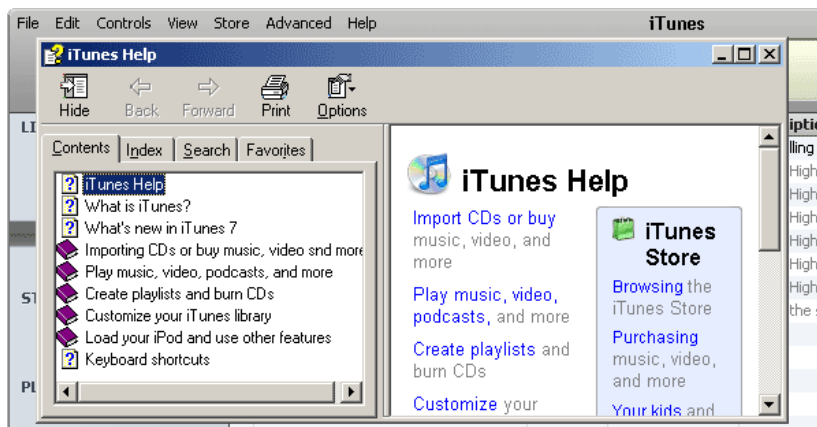 File Edit Controls View Store Advanced Help iTunes
iTunes Help
Hide Back Forward Print Options
Contents Index Search Favorites
iTunes Help
What is iTunes?
What's new in iTunes 7
Importing CDs or buy music, video snd more
Play music, video, podcasts, and more
Create playlists and burn CDs
Customize your iTunes library
Load your iPod and use other features
Keyboard shortcuts
iTunes Help
Import CDs or buy
music, video, and
more
Play music, video,
podcasts, and more
Create playlists and
burn CDs
Customize your
iTunes
Store
Browsing the
iTunes Store
Purchasing
music, video,
and more
Your kids and
LI
ST
PL
iptio
lling
High
High
High
High
High
High
the